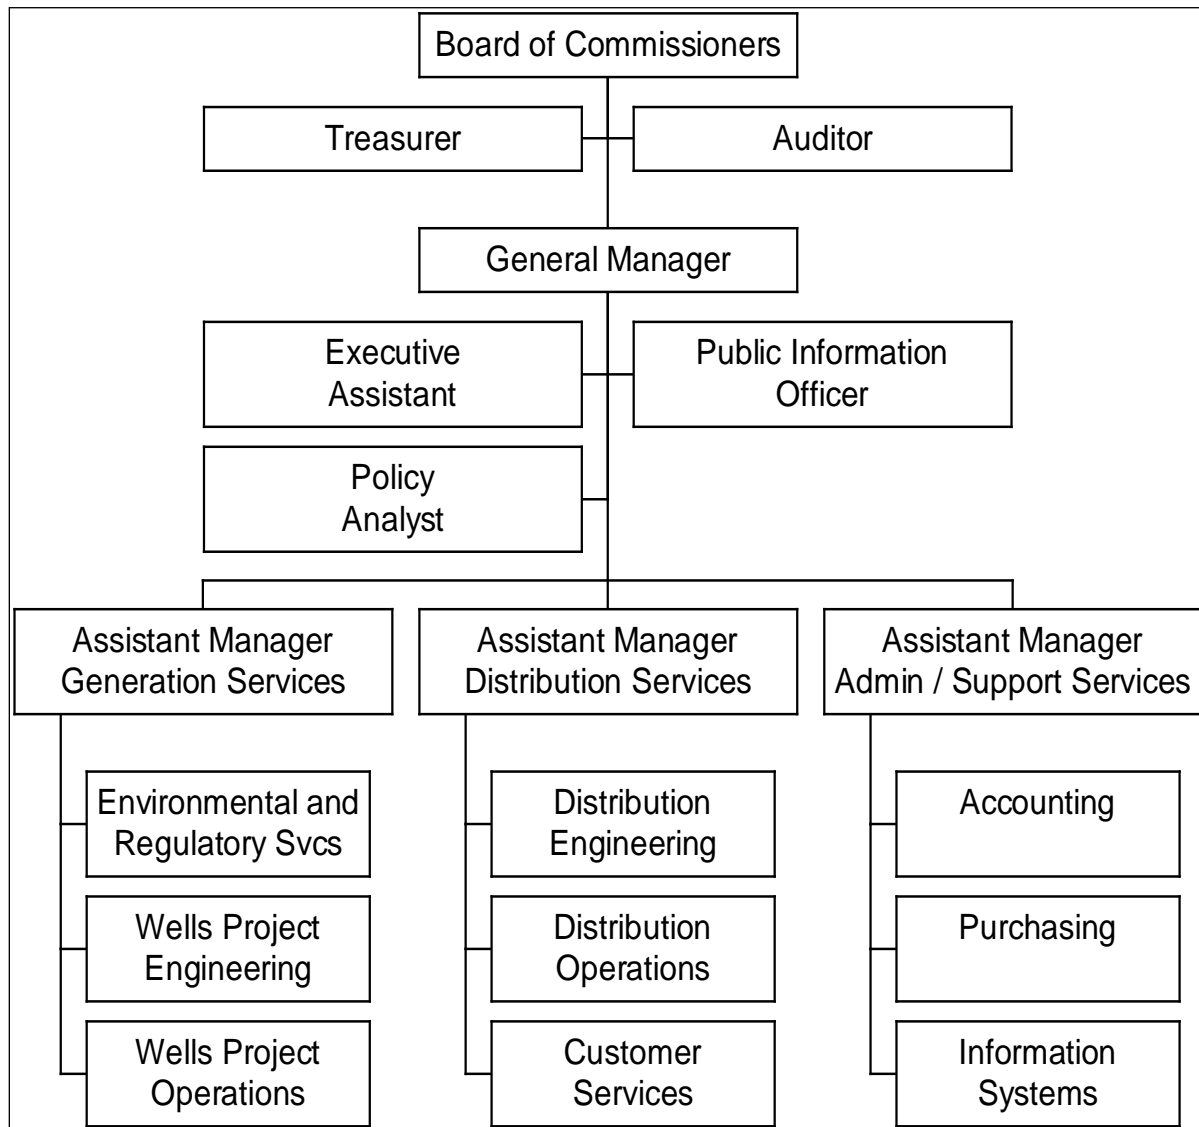 Board of Commissioners
Treasurer
Auditor
General Manager
Executive
Assistant
Public Information
Officer
Policy
Analyst
Assistant Manager
Generation Services
Assistant Manager
Distribution Services
Assistant Manager
Admin / Support Services
Environmental and
Regulatory Svcs
Distribution
Engineering
Accounting
Wells Project
Engineering
Distribution
Operations
Purchasing
Wells Project
Operations
Customer
Services
Information
Systems